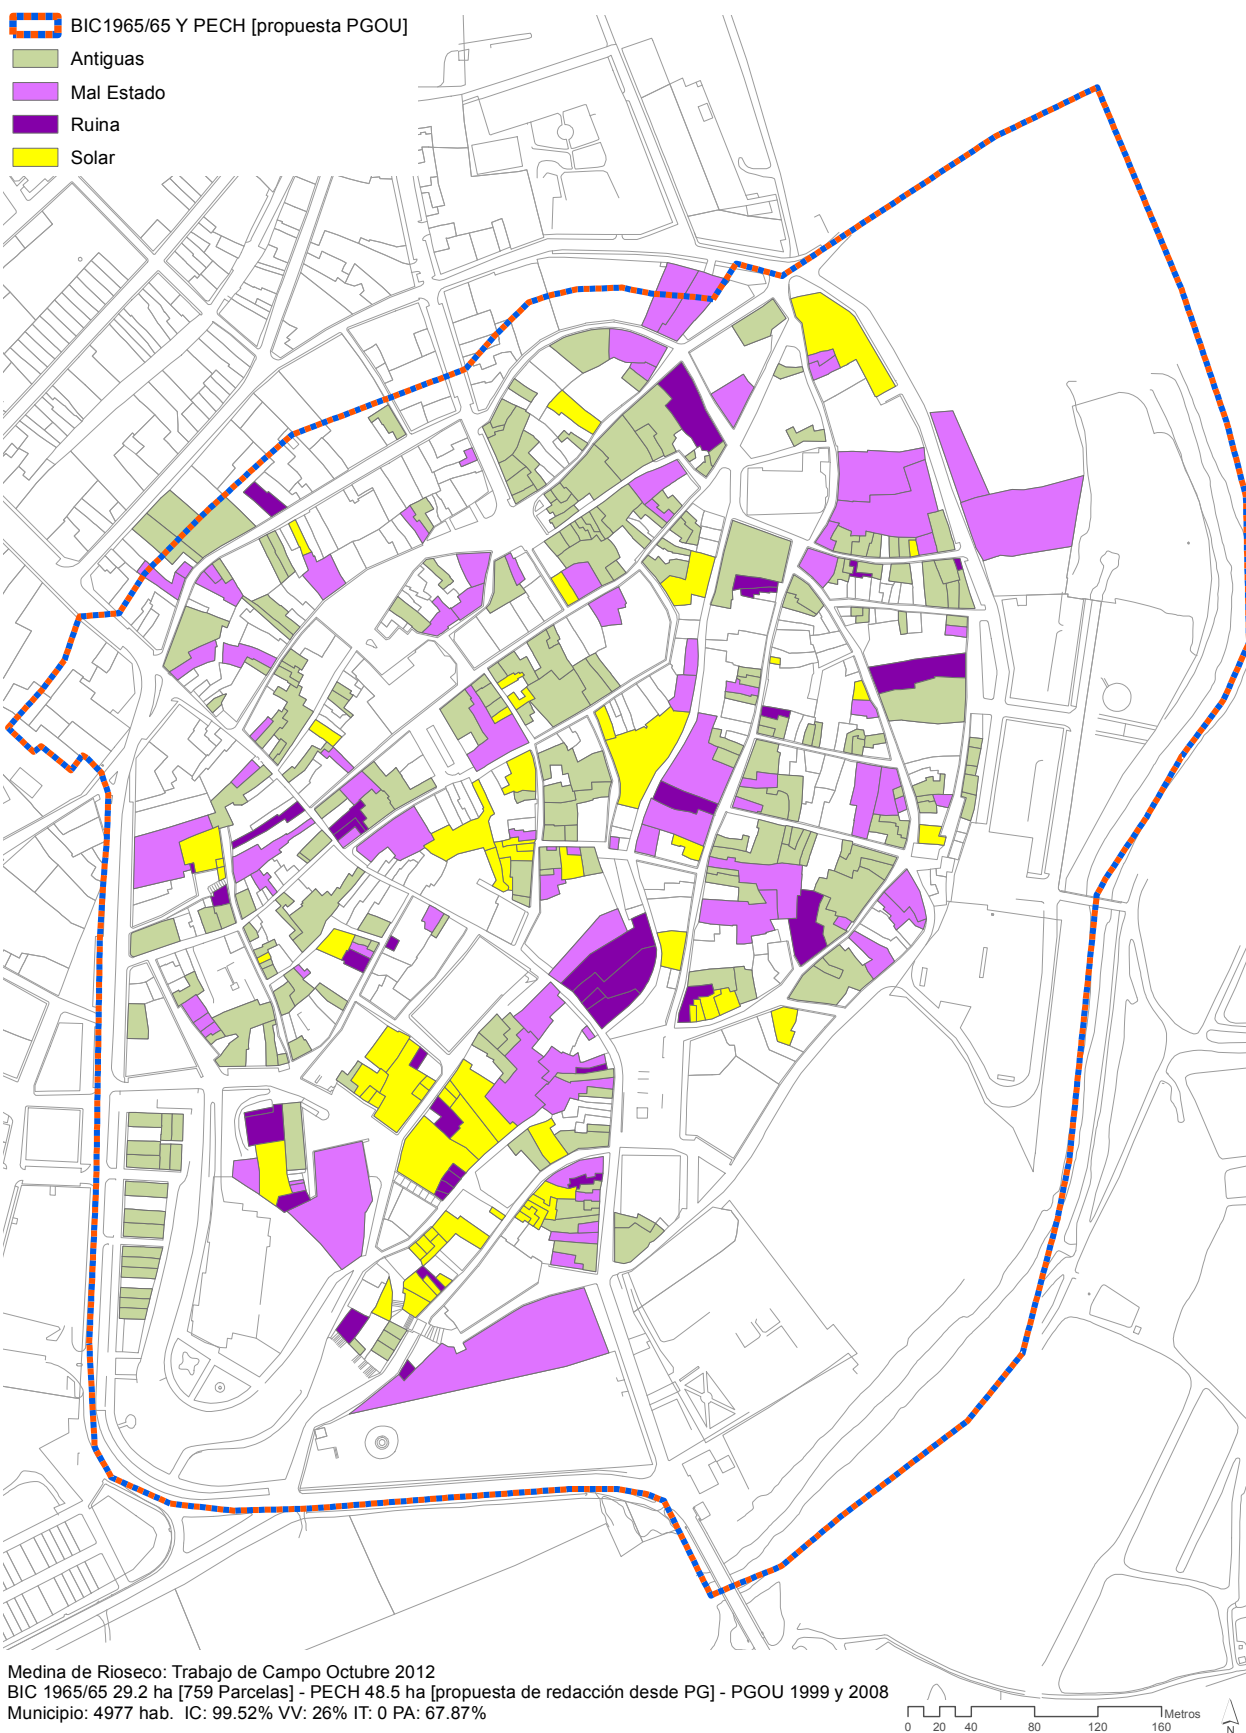 BIC1965/65 Y PECH [propuesta PGOU]
Antiguas
Mal Estado
Ruina
Solar
Medina de Rioseco: Trabajo de Campo Octubre 2012
BIC 1965/65 29.2 ha [759 Parcelas] - PECH 48.5 ha [propuesta de redacción desde PG] - PGOU 1999 y 2008
Municipio: 4977 hab. IC: 99.52% VV: 26% IT: 0 PA: 67.87%
Metros
0 20 40 80 120 160
N